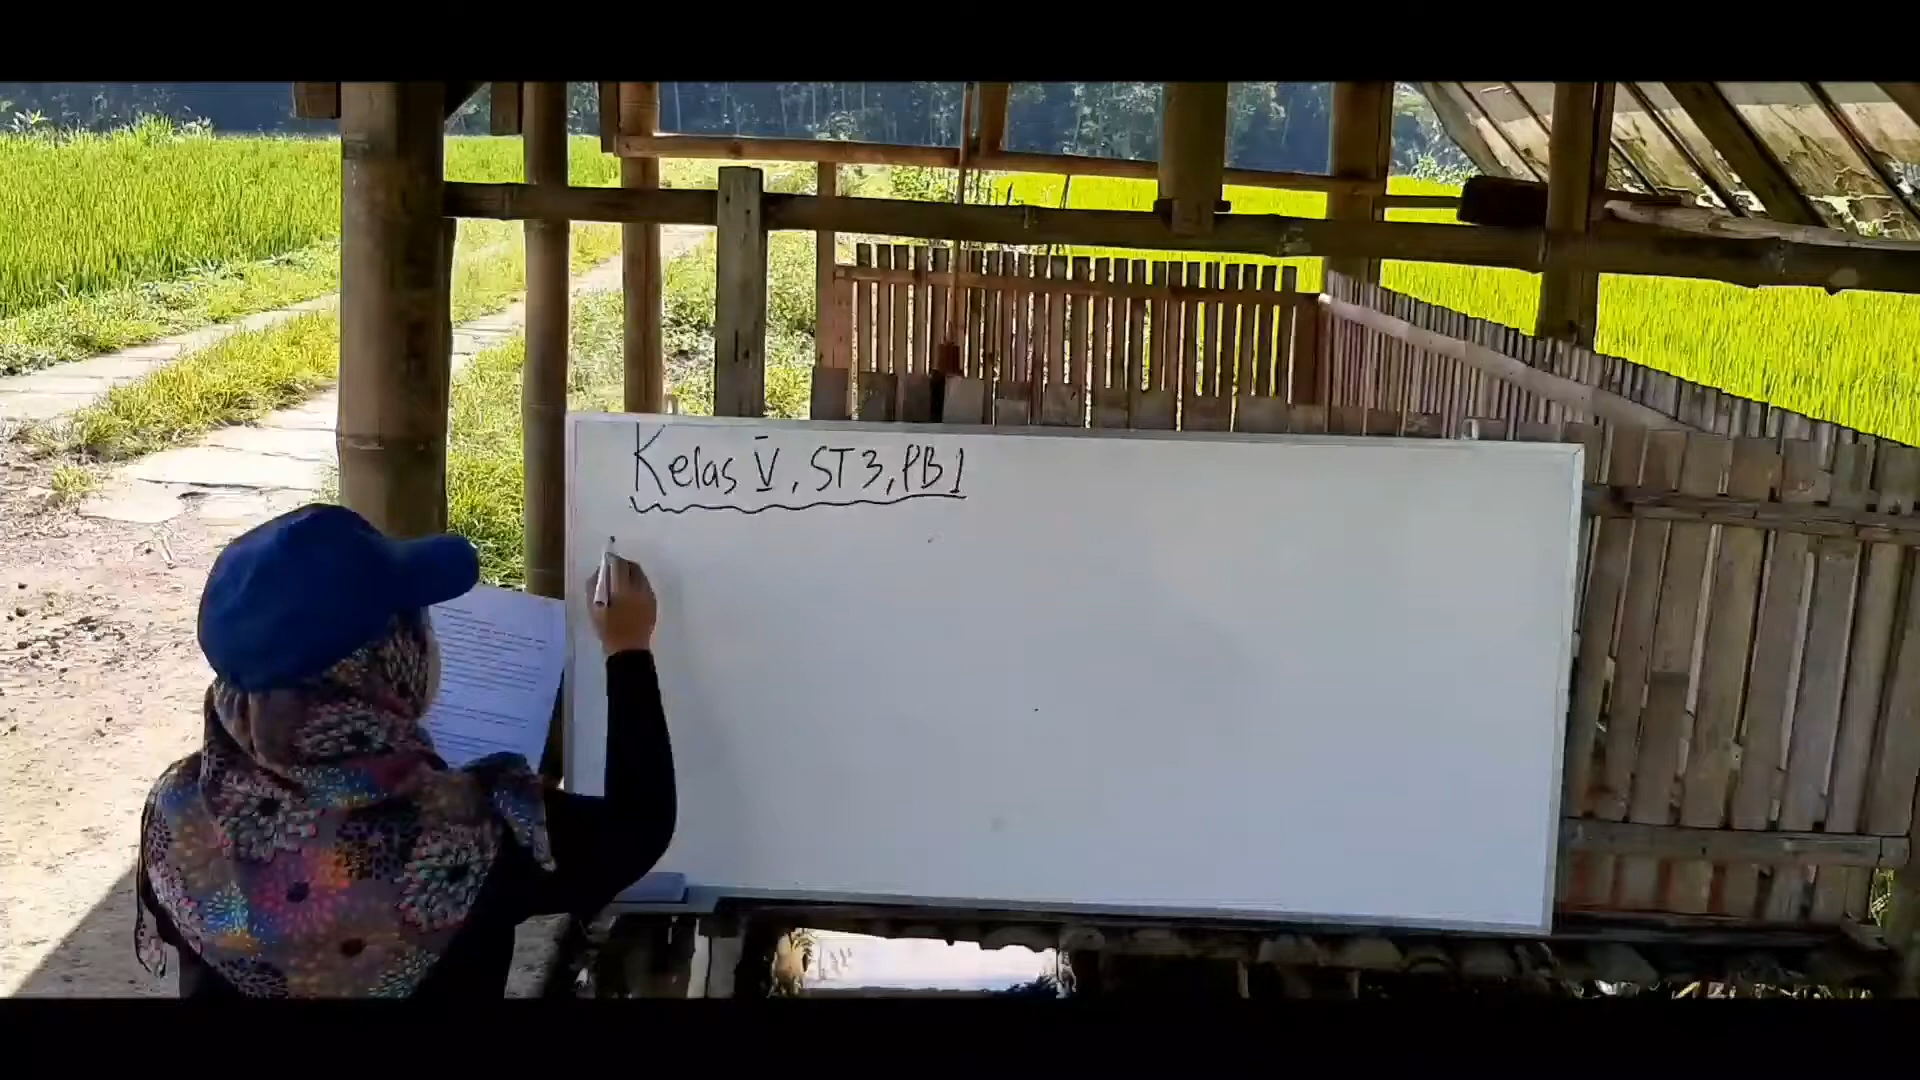 Kelas V, ST3, PB1